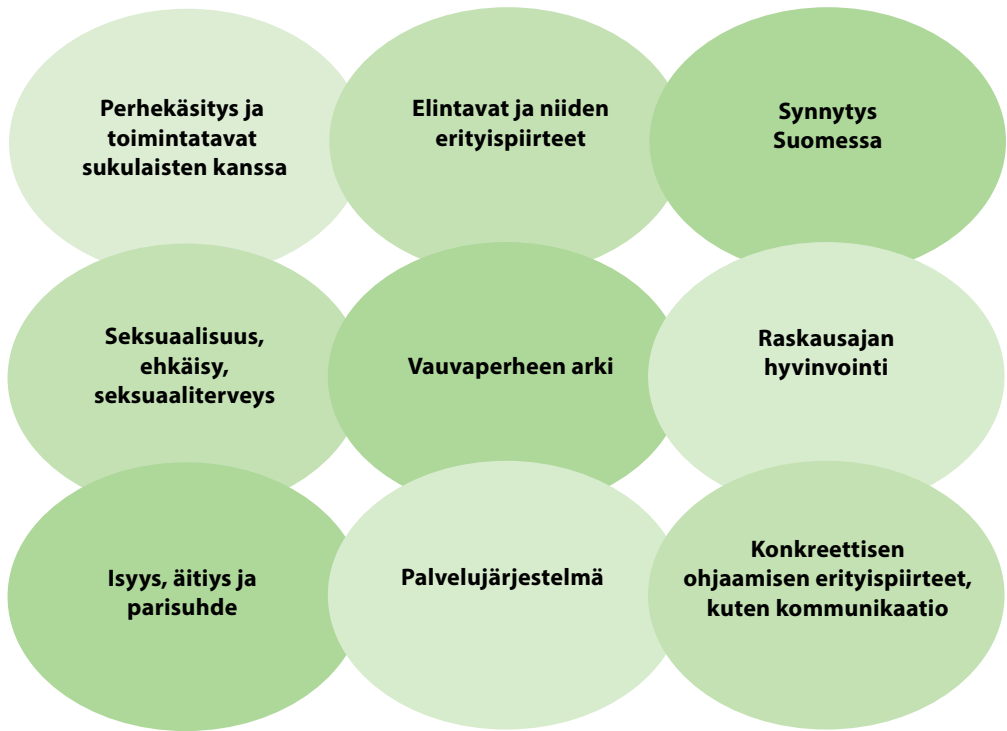 Perhekäsitys ja
toimintatavat
sukulaisten kanssa
Elintavat ja niiden
erityispiirteet
Synnytys
Suomessa
Seksuaalisuus,
ehkäisy,
seksuaaliterveys
Vauvaperheen arki
Raskausajan
hyvinvointi
Isyys, äitiys ja
parisuhde
Palvelujärjestelmä
Konkreettisen
ohjaamisen erityispiirteet,
kuten kommunikaatio